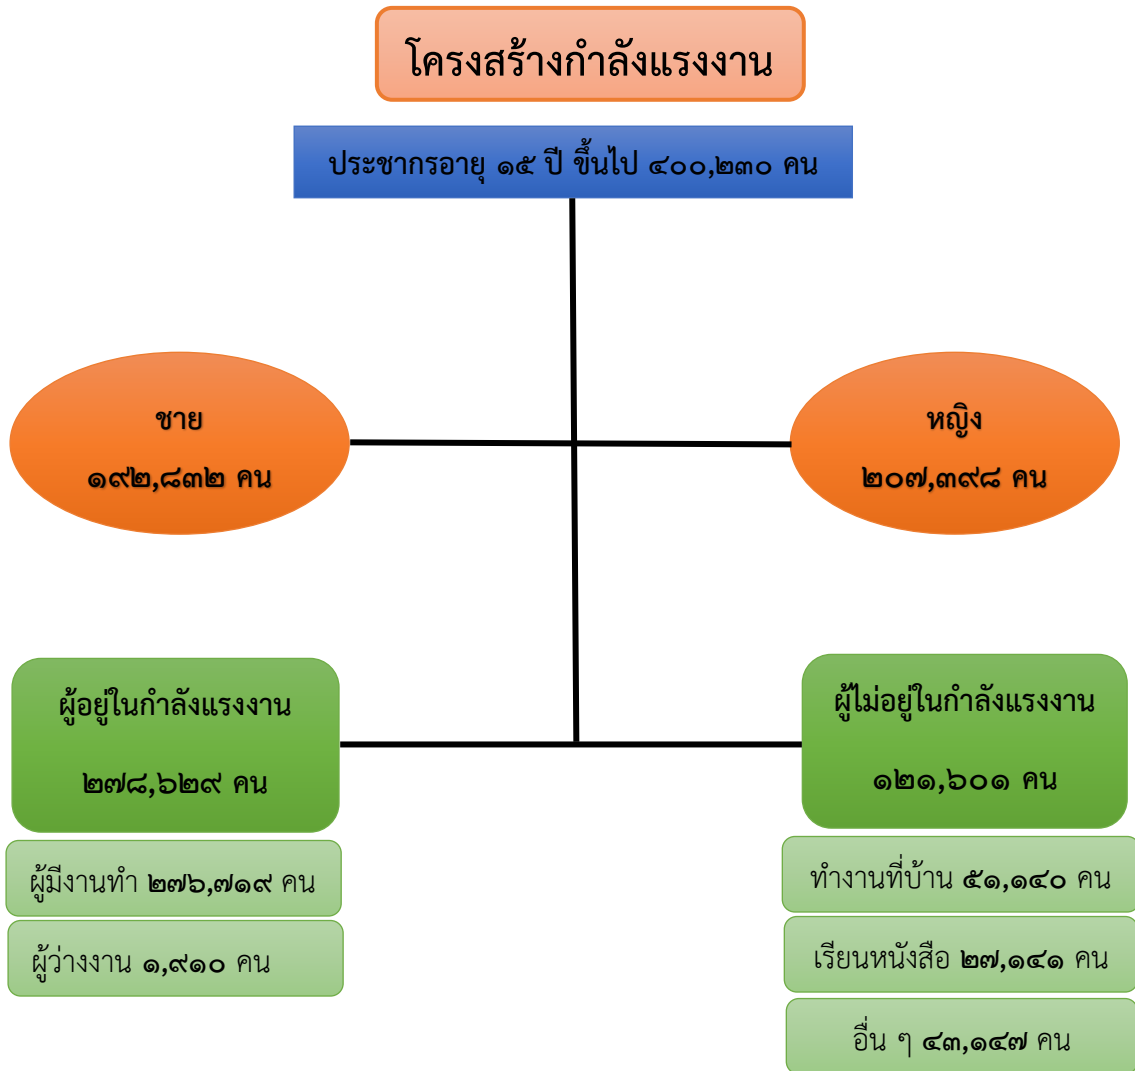 โครงสร้างกำลังแรงงาน
ประชากรอายุ ๑๕ ปี ขึ้นไป ๔๐๐,๒๓๐ คน
ชาย
๑๙๒,๘๓๒ คน
หญิง
๒๐๗,๓๙๘ คน
ผู้อยู่ในกำลังแรงงาน
๒๗๘,๖๒๙ คน
ผู้มีงานทำ ๒๗๖,๗๑๙ คน
ผู้ว่างงาน ๑,๙๑๐ คน
ผู้ไม่อยู่ในกำลังแรงงาน
๑๒๑,๖๐๑ คน
ทำงานที่บ้าน ๕๑,๑๔๐ คน
เรียนหนังสือ ๒๗,๑๔๑ คน
อื่น ๆ ๔๓,๑๔๗ คน